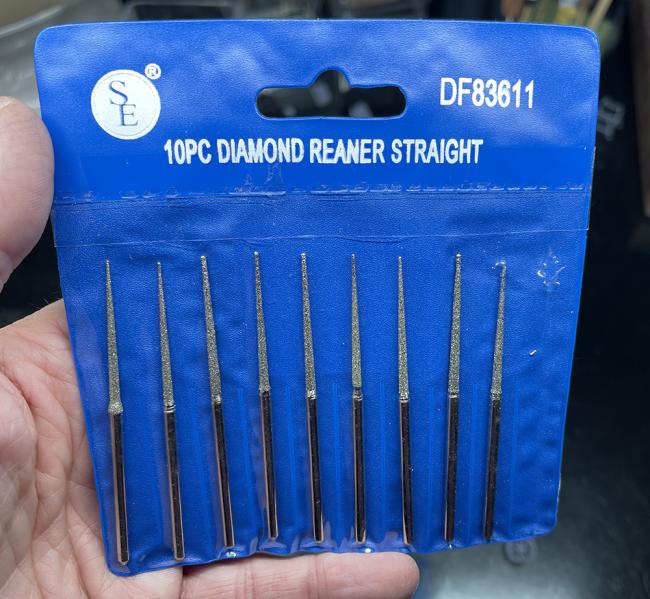 SE®
DF83611
10PC DIAMOND REANER STRAIGHT